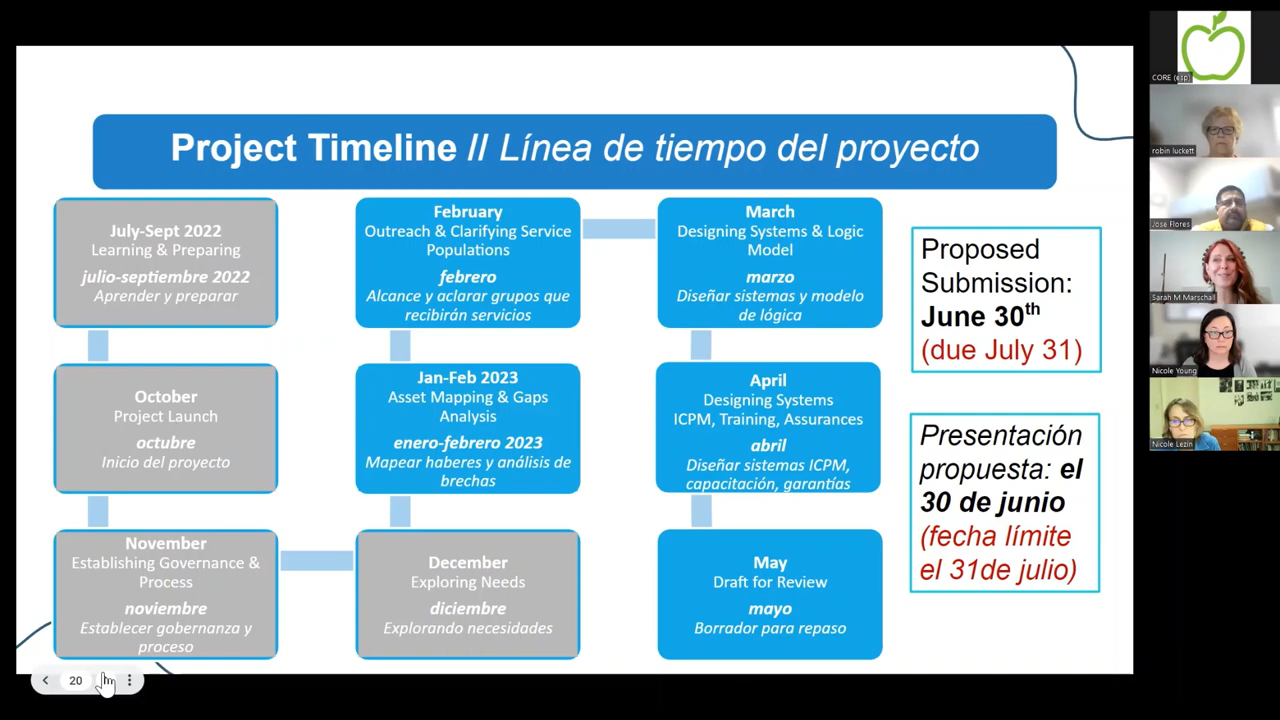 Project Timeline // Línea de tiempo del proyecto
July-Sept 2022
Learning & Preparing
julio-septiembre 2022
Aprender y preparar
October
Project Launch
octubre
Inicio del proyecto
November
Establishing Governance &
Process
noviembre
Establecer gobernanza y
proceso
February
Outreach & Clarifying Service
Populations
febrero
Alcance y aclarar grupos que
recibirán servicios
Jan-Feb 2023
Asset Mapping & Gaps
Analysis
enero-febrero 2023
Mapear haberes y análisis de
brechas
December
Exploring Needs
diciembre
Explorando necesidades
March
Designing Systems & Logic
Model
marzo
Diseñar sistemas y modelo
de lógica
April
Designing Systems
ICPM, Training, Assurances
abril
Diseñar sistemas ICPM,
capacitación, garantías
May
Draft for Review
mayo
Borrador para repaso
Proposed
Submission:
June 30th
(due July 31)
Presentación
propuesta: el
30 de junio
(fecha límite
el 31de julio)
20
CORE (esp)
robin luckett
Jose Flores
Sarah M Marschall
Nicole Young
Nicole Lezin